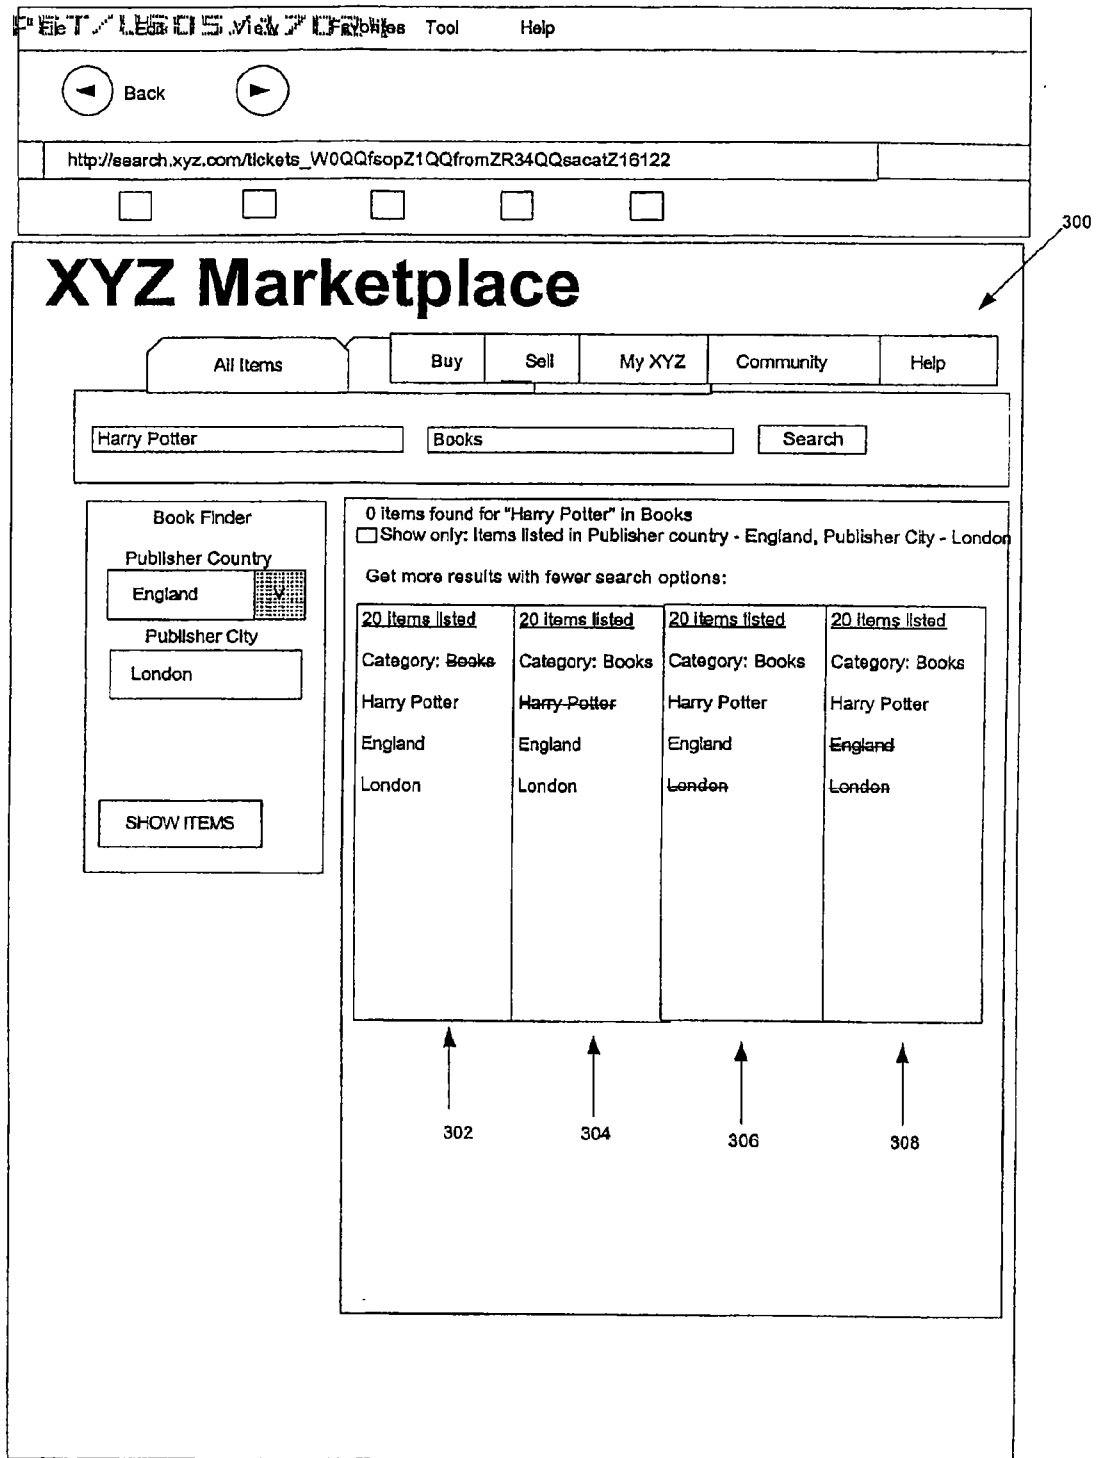 File Edit View Favorites Tool Help
Back
http://search.xyz.com/tickets_W0QQfsopZ1QQfromZR34QQsacatZ16122
300
XYZ Marketplace
All Items Buy Sell My XYZ Community Help
Harry Potter Books Search
Book Finder
Publisher Country
England V
Publisher City
London
SHOW ITEMS
0 items found for "Harry Potter" in Books
Show only: Items listed in Publisher country - England, Publisher City - London
Get more results with fewer search options:
20 items listed 20 items listed 20 items listed 20 items listed
Category: Books Category: Books Category: Books Category: Books
Harry Potter Harry Potter Harry Potter Harry Potter
England England England England
London London London London
302 304 306 308